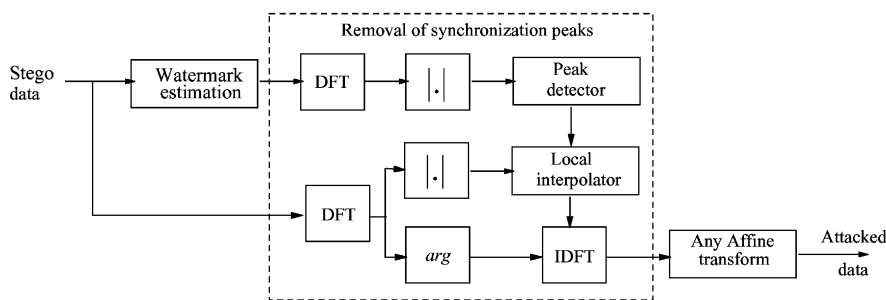 Removal of synchronization peaks
Stego
data
Watermark
estimation
DFT
|.|
Peak
detector
|.|
Local
interpolator
DFT
arg
IDFT
Any Affine
transform
Attacked
data